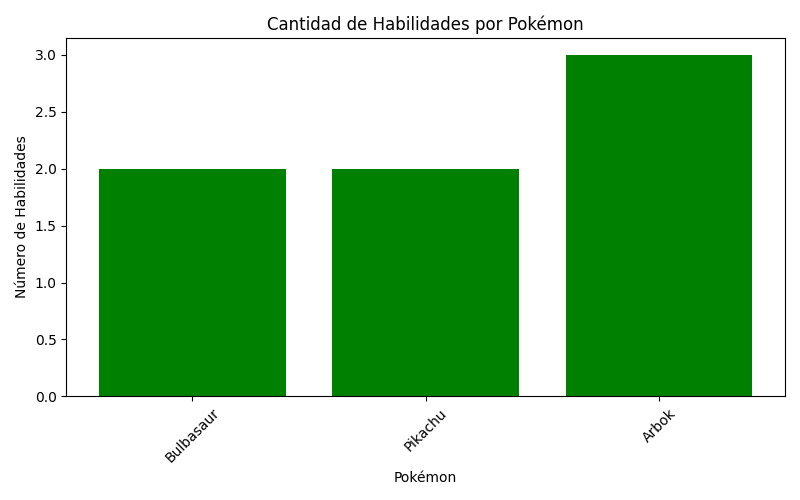 Cantidad de Habilidades por Pokémon
Número de Habilidades
3.0
2.5
2.0
1.5
1.0
0.5
0.0
Bulbasaur
Pikachu
Arbok
Pokémon